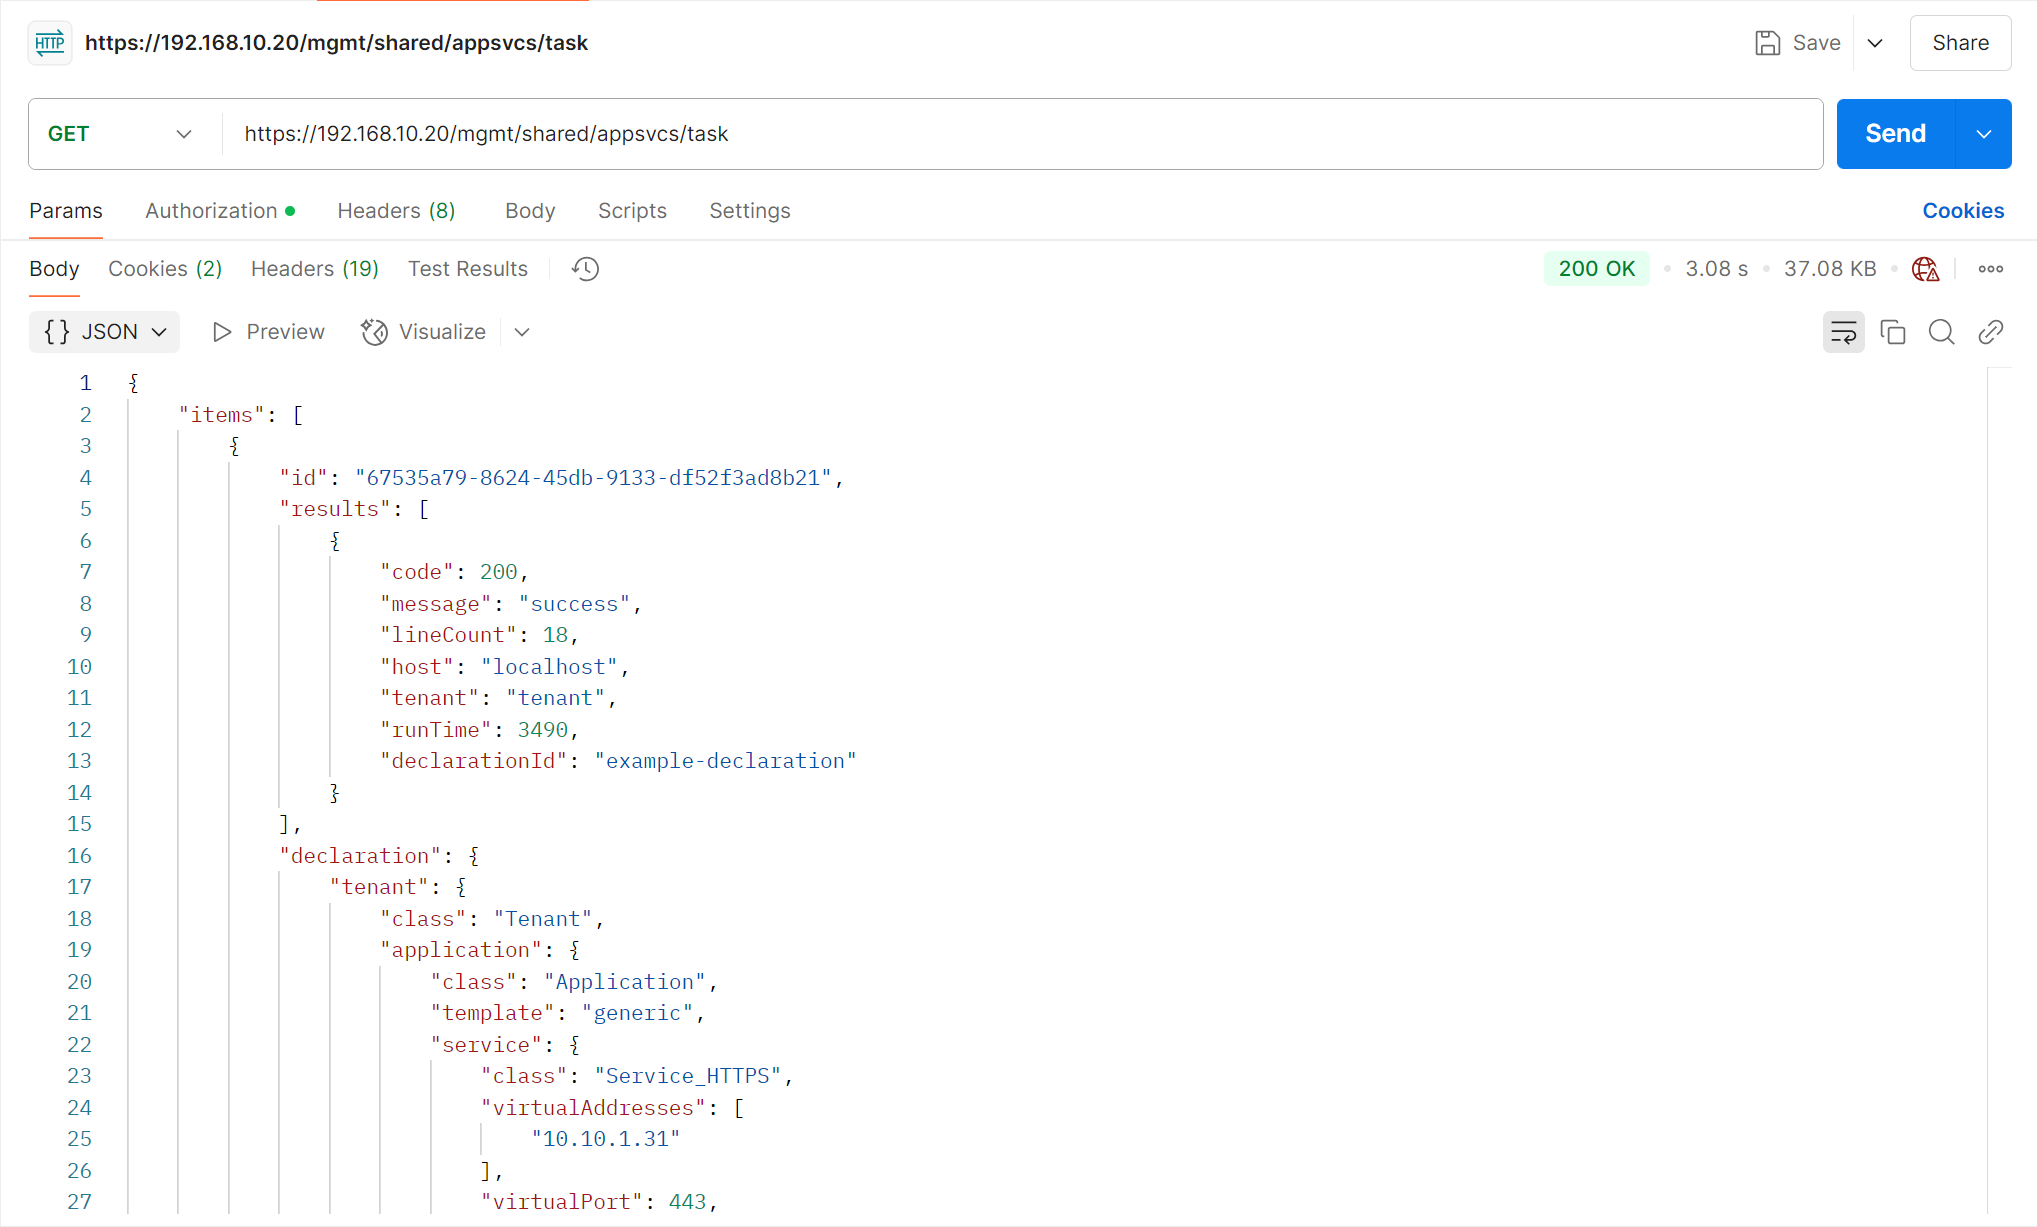 HTTP https://192.168.10.20/mgmt/shared/appsvcs/task Save Share
GET https://192.168.10.20/mgmt/shared/appsvcs/task Send
Params Authorization Headers (8) Body Scripts Settings Cookies
Body Cookies (2) Headers (19) Test Results 200 OK 3.08 s 37.08 KB
{} JSON Preview Visualize
1 {
2 "items": [
3 {
4 "id": "67535a79-8624-45db-9133-df52f3ad8b21",
5 "results": [
6 {
7 "code": 200,
8 "message": "success",
9 "lineCount": 18,
10 "host": "localhost",
11 "tenant": "tenant",
12 "runTime": 3490,
13 "declarationId": "example-declaration"
14 }
15 ],
16 "declaration": {
17 "tenant": {
18 "class": "Tenant",
19 "application": {
20 "class": "Application",
21 "template": "generic",
22 "service": {
23 "class": "Service_HTTPS",
24 "virtualAddresses": [
25 "10.10.1.31"
26 ],
27 "virtualPort": 443,